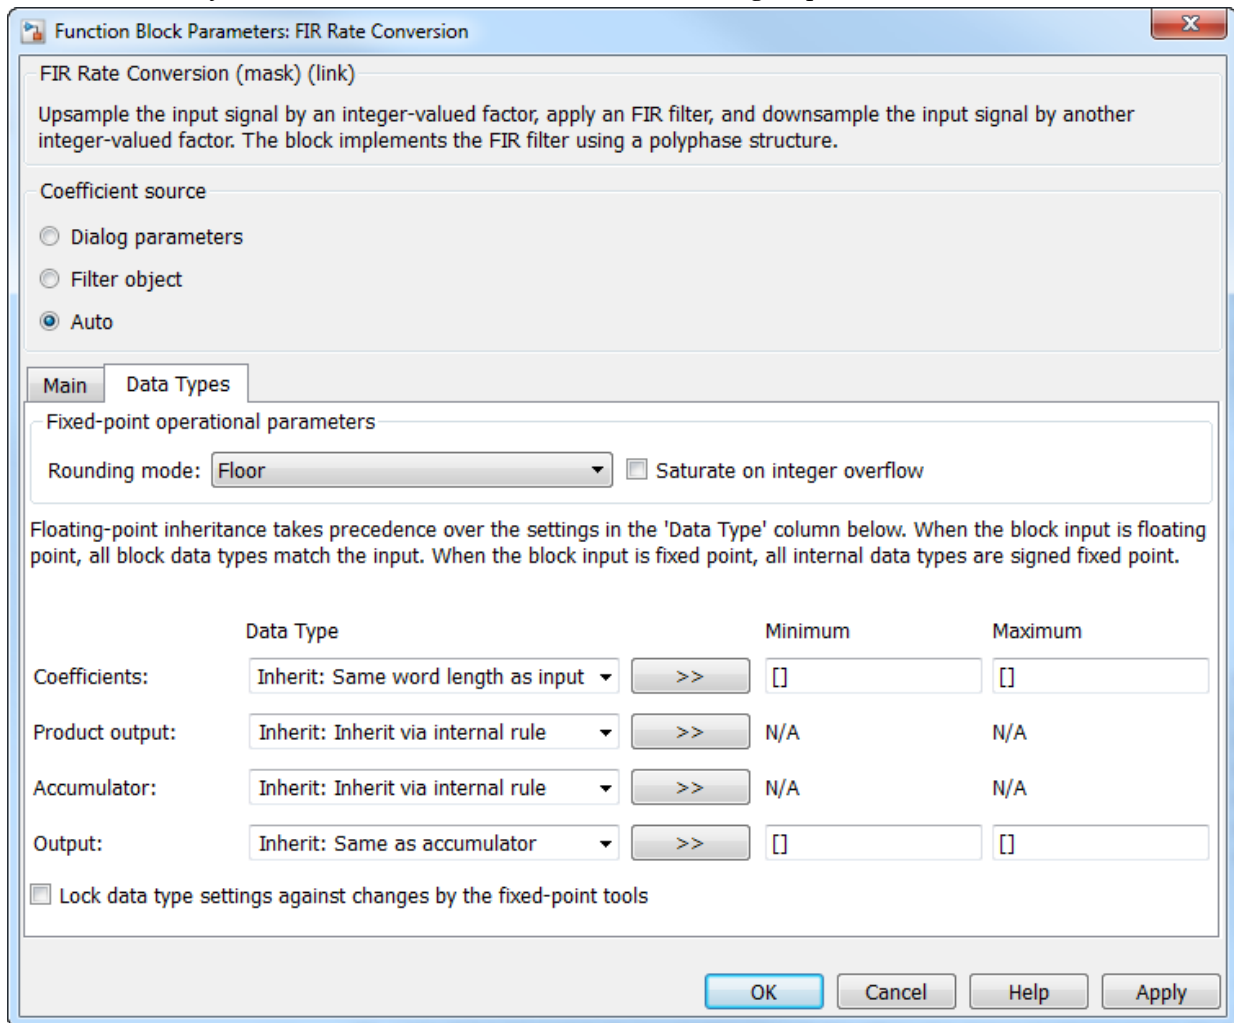 Function Block Parameters: FIR Rate Conversion
FIR Rate Conversion (mask) (link)
Upsample the input signal by an integer-valued factor, apply an FIR filter, and downsample the input signal by another
integer-valued factor. The block implements the FIR filter using a polyphase structure.
Coefficient source
Dialog parameters
Filter object
Auto
Main Data Types
Fixed-point operational parameters
Rounding mode: Floor Saturate on integer overflow
Floating-point inheritance takes precedence over the settings in the 'Data Type' column below. When the block input is floating
point, all block data types match the input. When the block input is fixed point, all internal data types are signed fixed point.
Data Type Minimum Maximum
Coefficients: Inherit: Same word length as input >> [] []
Product output: Inherit: Inherit via internal rule >> N/A N/A
Accumulator: Inherit: Inherit via internal rule >> N/A N/A
Output: Inherit: Same as accumulator >> [] []
Lock data type settings against changes by the fixed-point tools
OK Cancel Help Apply